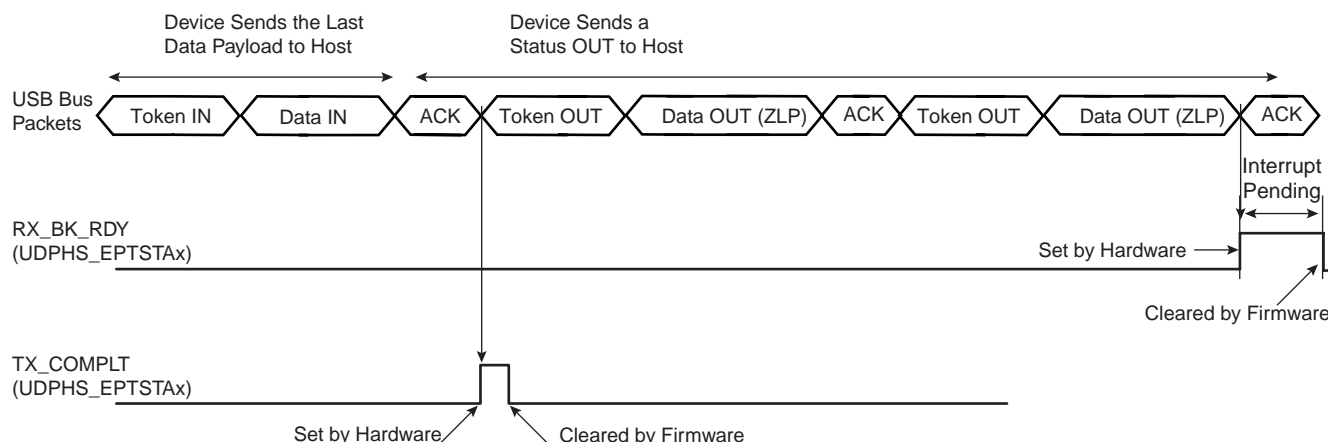 Device Sends the Last
Data Payload to Host
Device Sends a
Status OUT to Host
USB Bus
Packets
Token IN
Data IN
ACK
Token OUT
Data OUT (ZLP)
ACK
Token OUT
Data OUT (ZLP)
ACK
Interrupt
Pending
RX_BK_RDY
(UDPHS_EPTSTAx)
Set by Hardware
Cleared by Firmware
TX_COMPLT
(UDPHS_EPTSTAx)
Set by Hardware
Cleared by Firmware